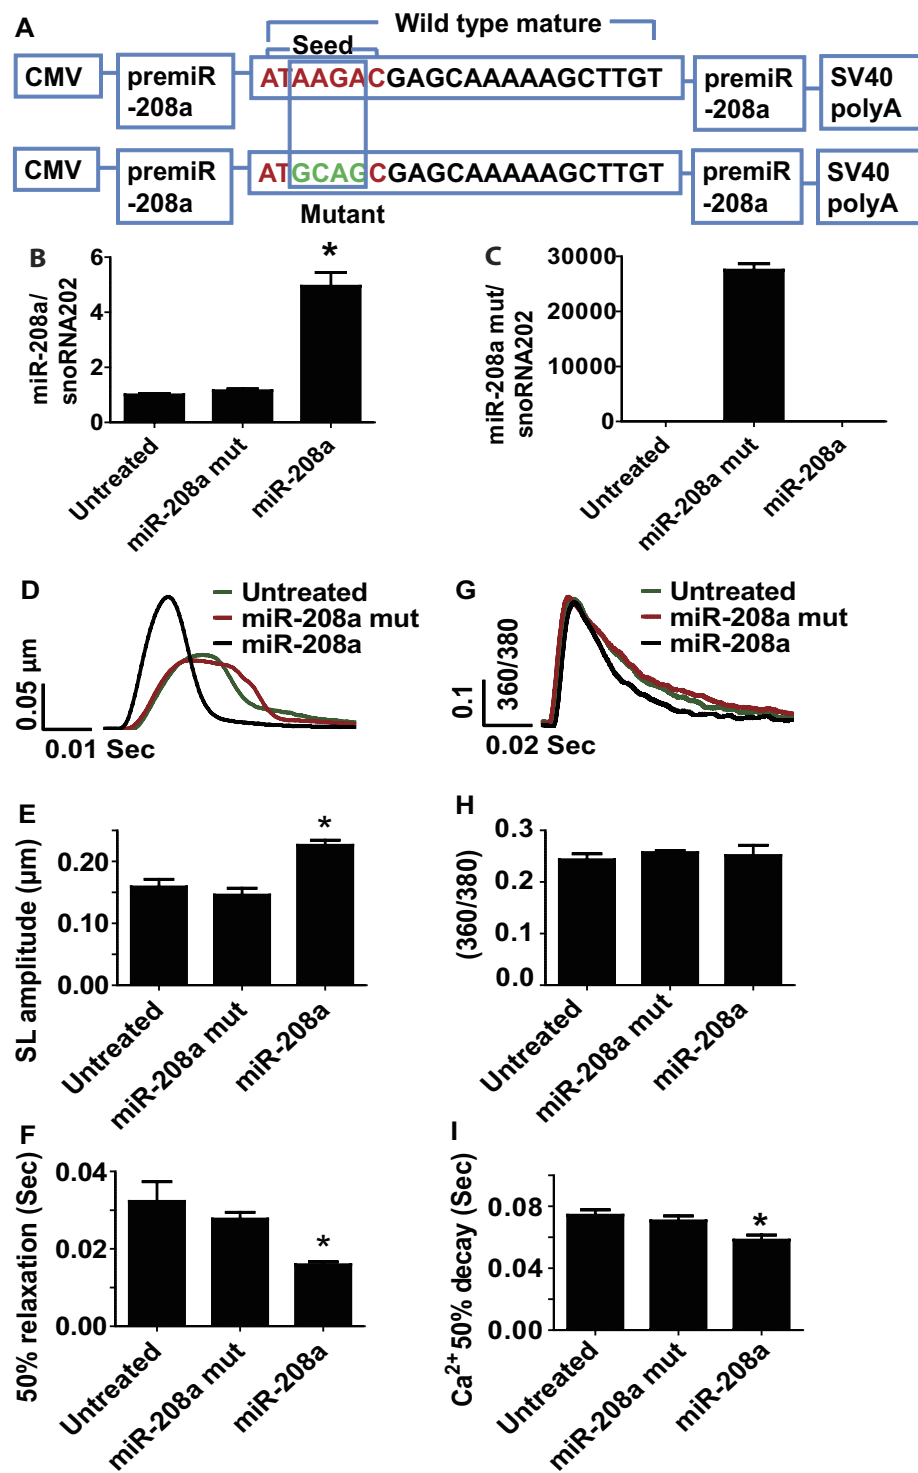 A
Wild type mature
Seed
CMV
premiR
-208a
ATAAGACGAGCAAAAAGCTTGT
premiR
-208a
SV40
polyA
CMV
premiR
-208a
ATGCAGCGAGCAAAAAGCTTGT
premiR
-208a
SV40
polyA
Mutant
B
miR-208a/
snoRNA202
6
4
2
0
*
Untreated
miR-208a mut
miR-208a
C
miR-208a mut/
snoRNA202
30000
20000
10000
0
Untreated
miR-208a mut
miR-208a
D
Untreated
miR-208a mut
miR-208a
0.05 µm
0.01 Sec
G
Untreated
miR-208a mut
miR-208a
0.1
360/380
0.02 Sec
E
SL amplitude (µm)
0.20
0.10
0.00
*
Untreated
miR-208a mut
miR-208a
H
(360/380)
0.3
0.2
0.1
0.0
Untreated
miR-208a mut
miR-208a
F
50% relaxation (Sec)
0.04
0.02
0.00
*
Untreated
miR-208a mut
miR-208a
I
Ca2+ 50% decay (Sec)
0.08
0.04
0.00
*
Untreated
miR-208a mut
miR-208a